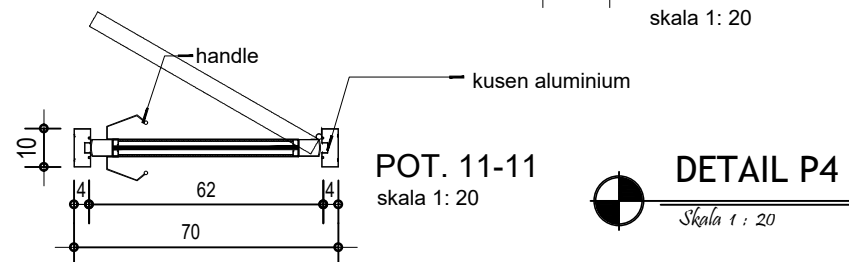 skala 1: 20
handle
kusen aluminium
10
POT. 11-11
skala 1: 20
DETAIL P4
Skala 1 : 20
4
62
4
70